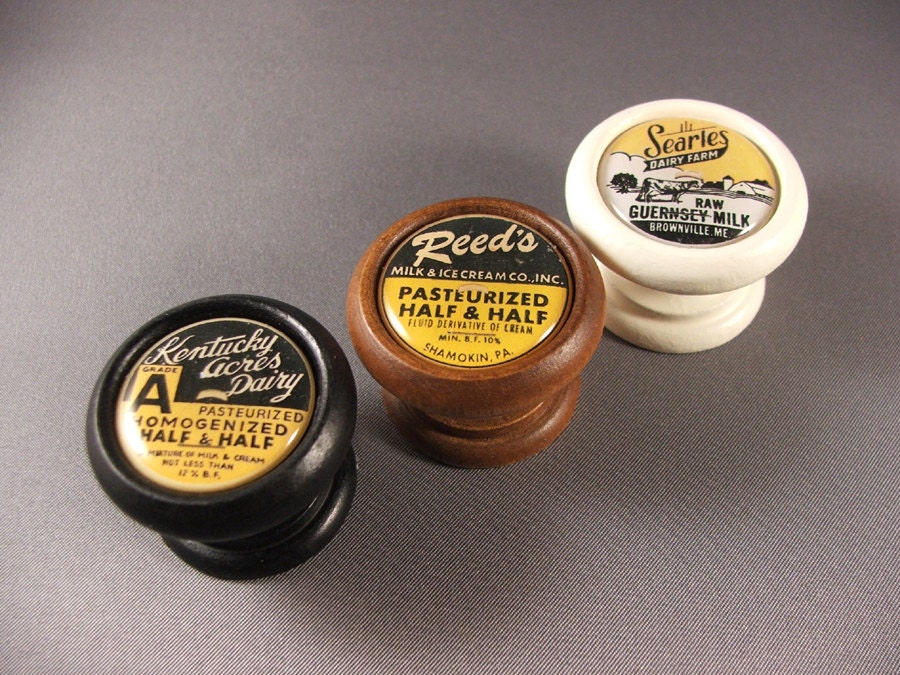 Kentucky
Acres
Dairy
GRADE
A
PASTEURIZED
HOMOGENIZED
HALF & HALF
MIXTURE OF MILK & CREAM
NOT LESS THAN
12 % B.F.
Reed's
MILK & ICE CREAM CO., INC.
PASTEURIZED
HALF & HALF
FLUID DERIVATIVE OF CREAM
MIN. B.F. 10%
SHAMOKIN, PA.
Searles
DAIRY FARM
RAW
GUERNSEY MILK
BROWNVILLE, ME.